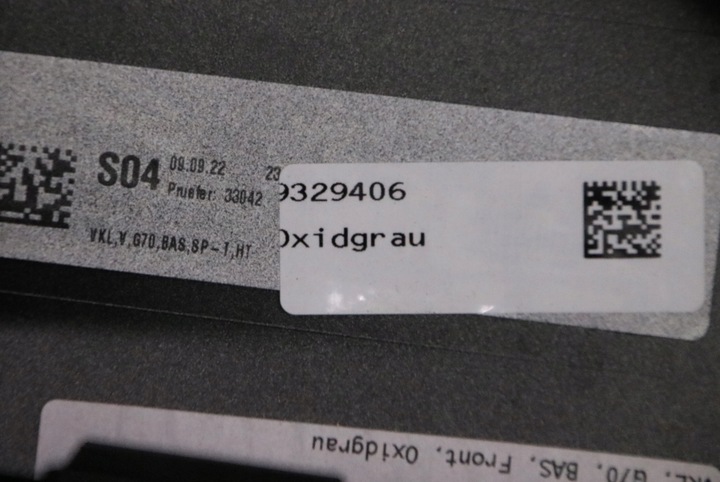 S04 09.09.22 23
Pruefer: 33042
VKL,V,G70,BAS,SP-1,HT
9329406
Oxidgrau
G70, BAS, Front, Oxidgrau